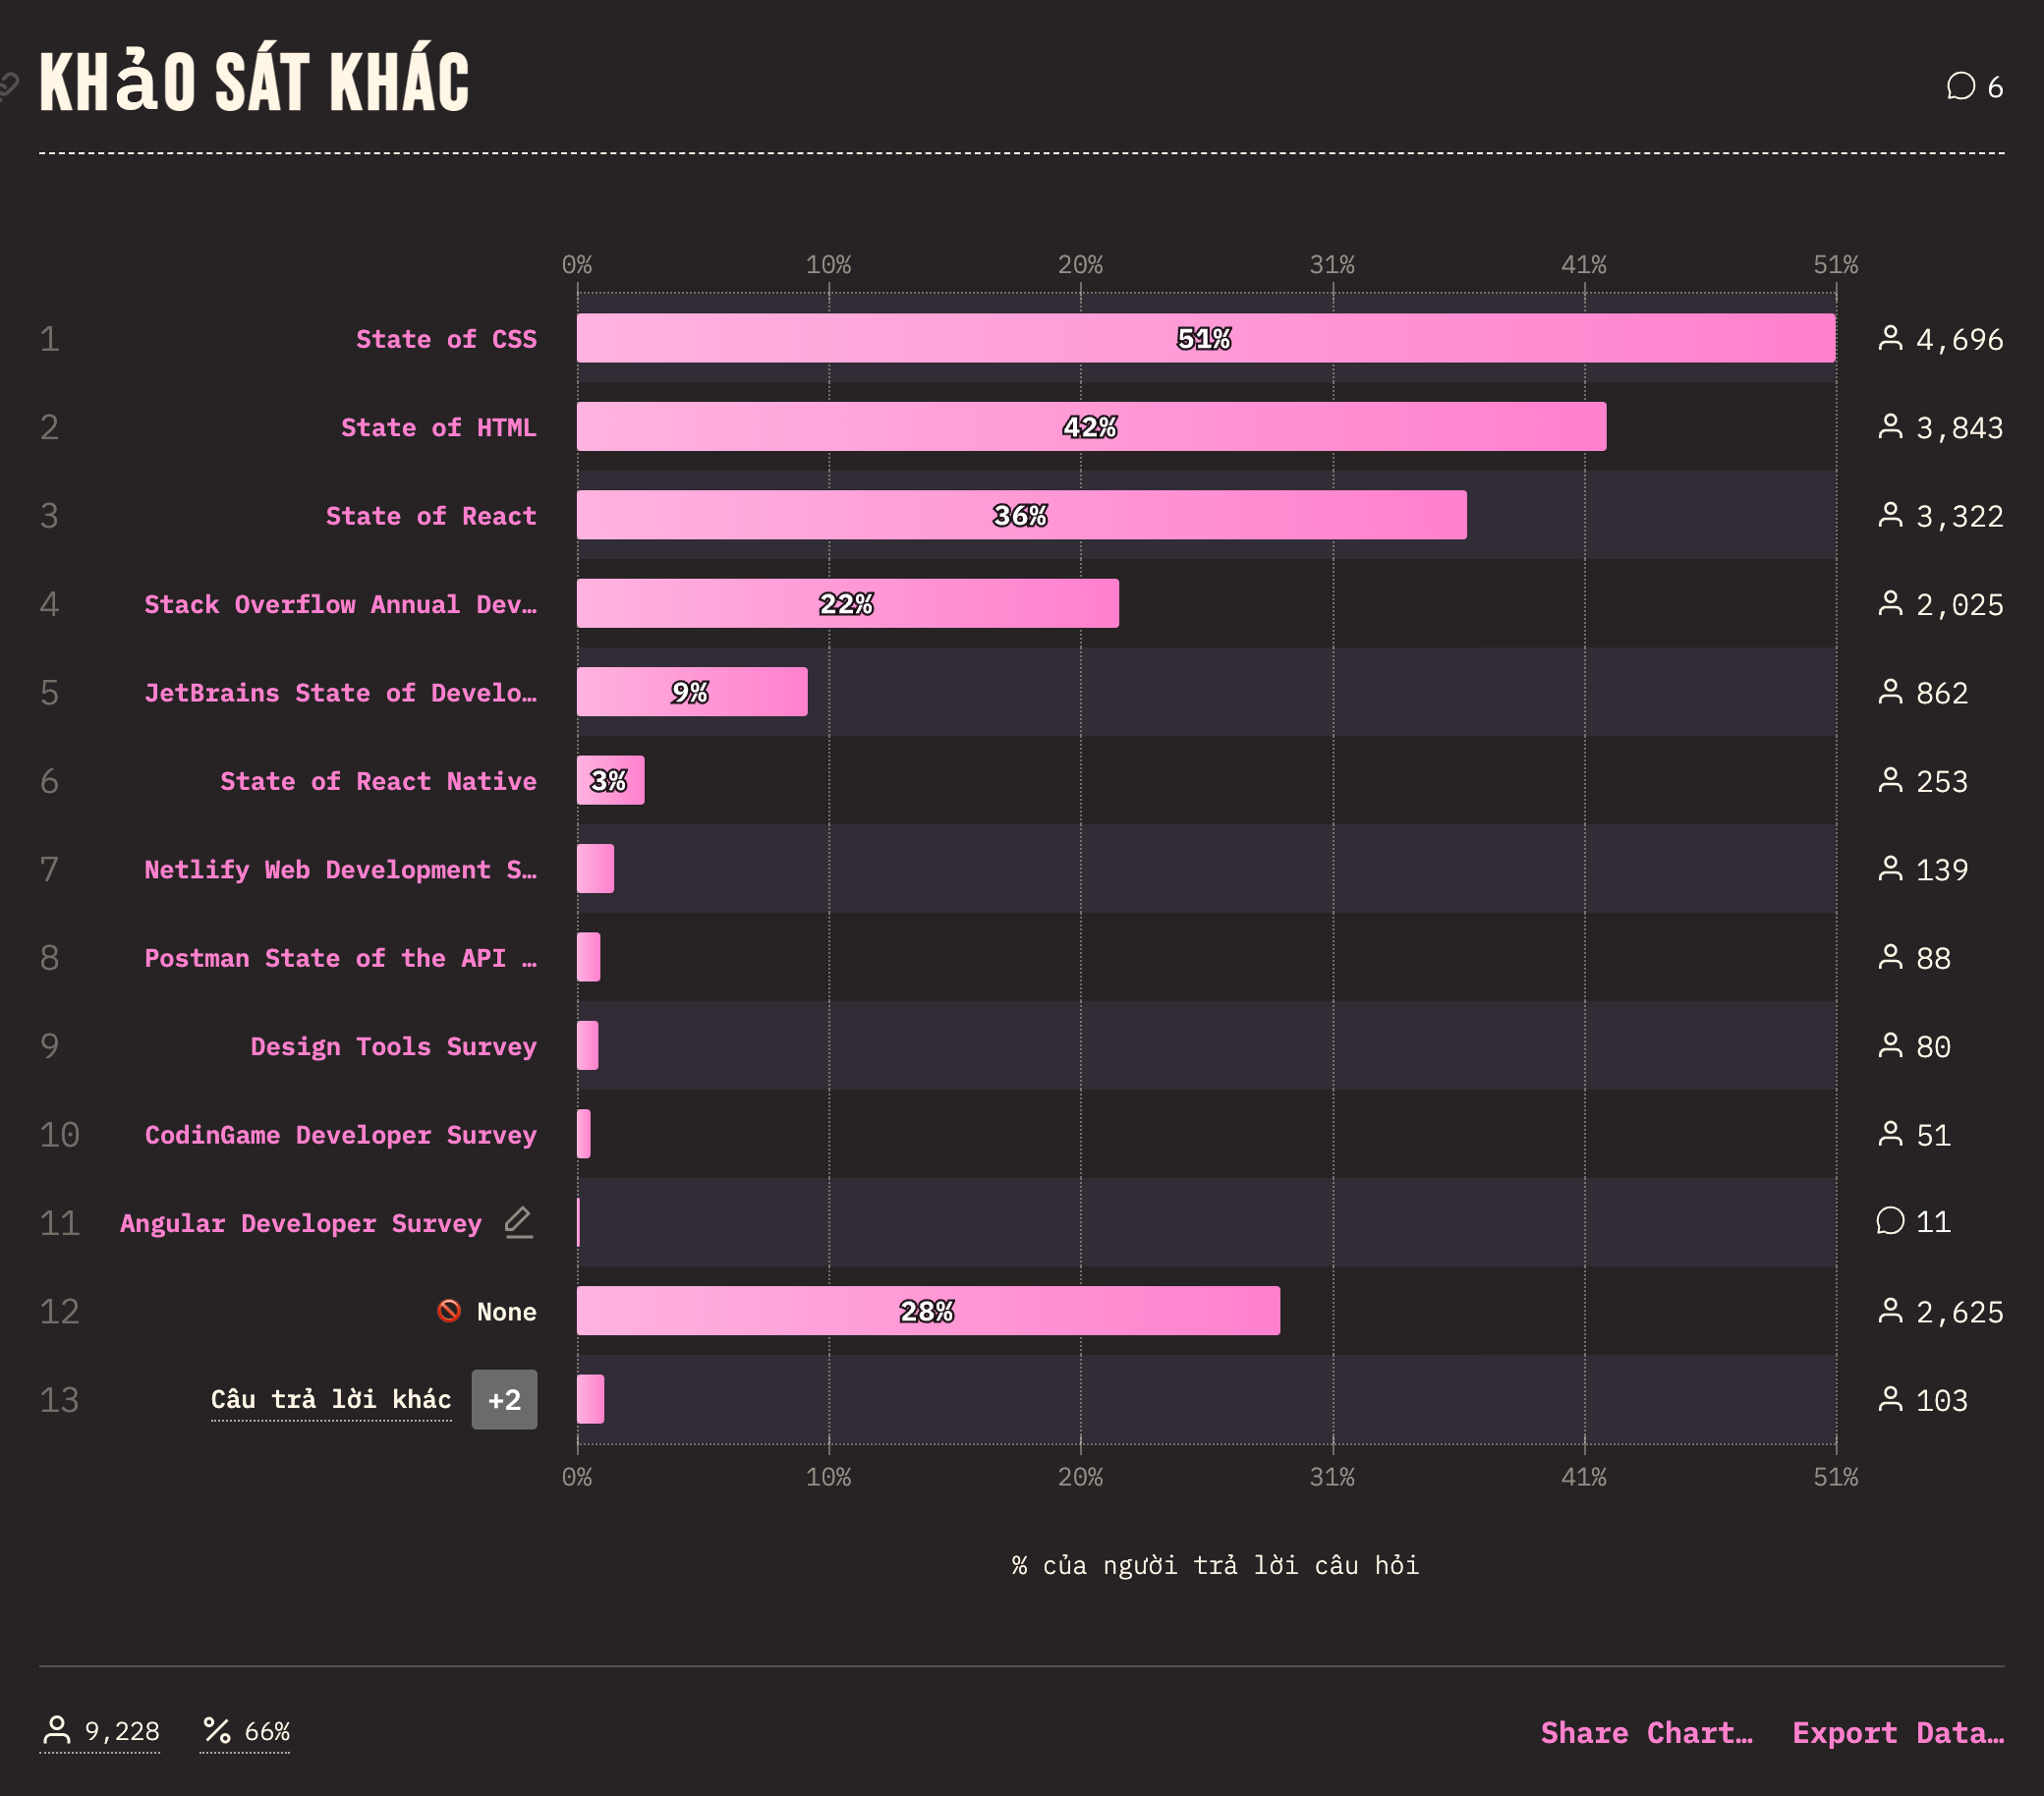 KHảO SÁT KHÁC
6
0% 10% 20% 31% 41% 51%
1 State of CSS 51% 4,696
2 State of HTML 42% 3,843
3 State of React 36% 3,322
4 Stack Overflow Annual Dev… 22% 2,025
5 JetBrains State of Develo… 9% 862
6 State of React Native 3% 253
7 Netlify Web Development S… 139
8 Postman State of the API … 88
9 Design Tools Survey 80
10 CodinGame Developer Survey 51
11 Angular Developer Survey 11
12 🚫 None 28% 2,625
13 Câu trả lời khác +2 103
0% 10% 20% 31% 41% 51%
% của người trả lời câu hỏi
9,228 % 66% Share Chart… Export Data…